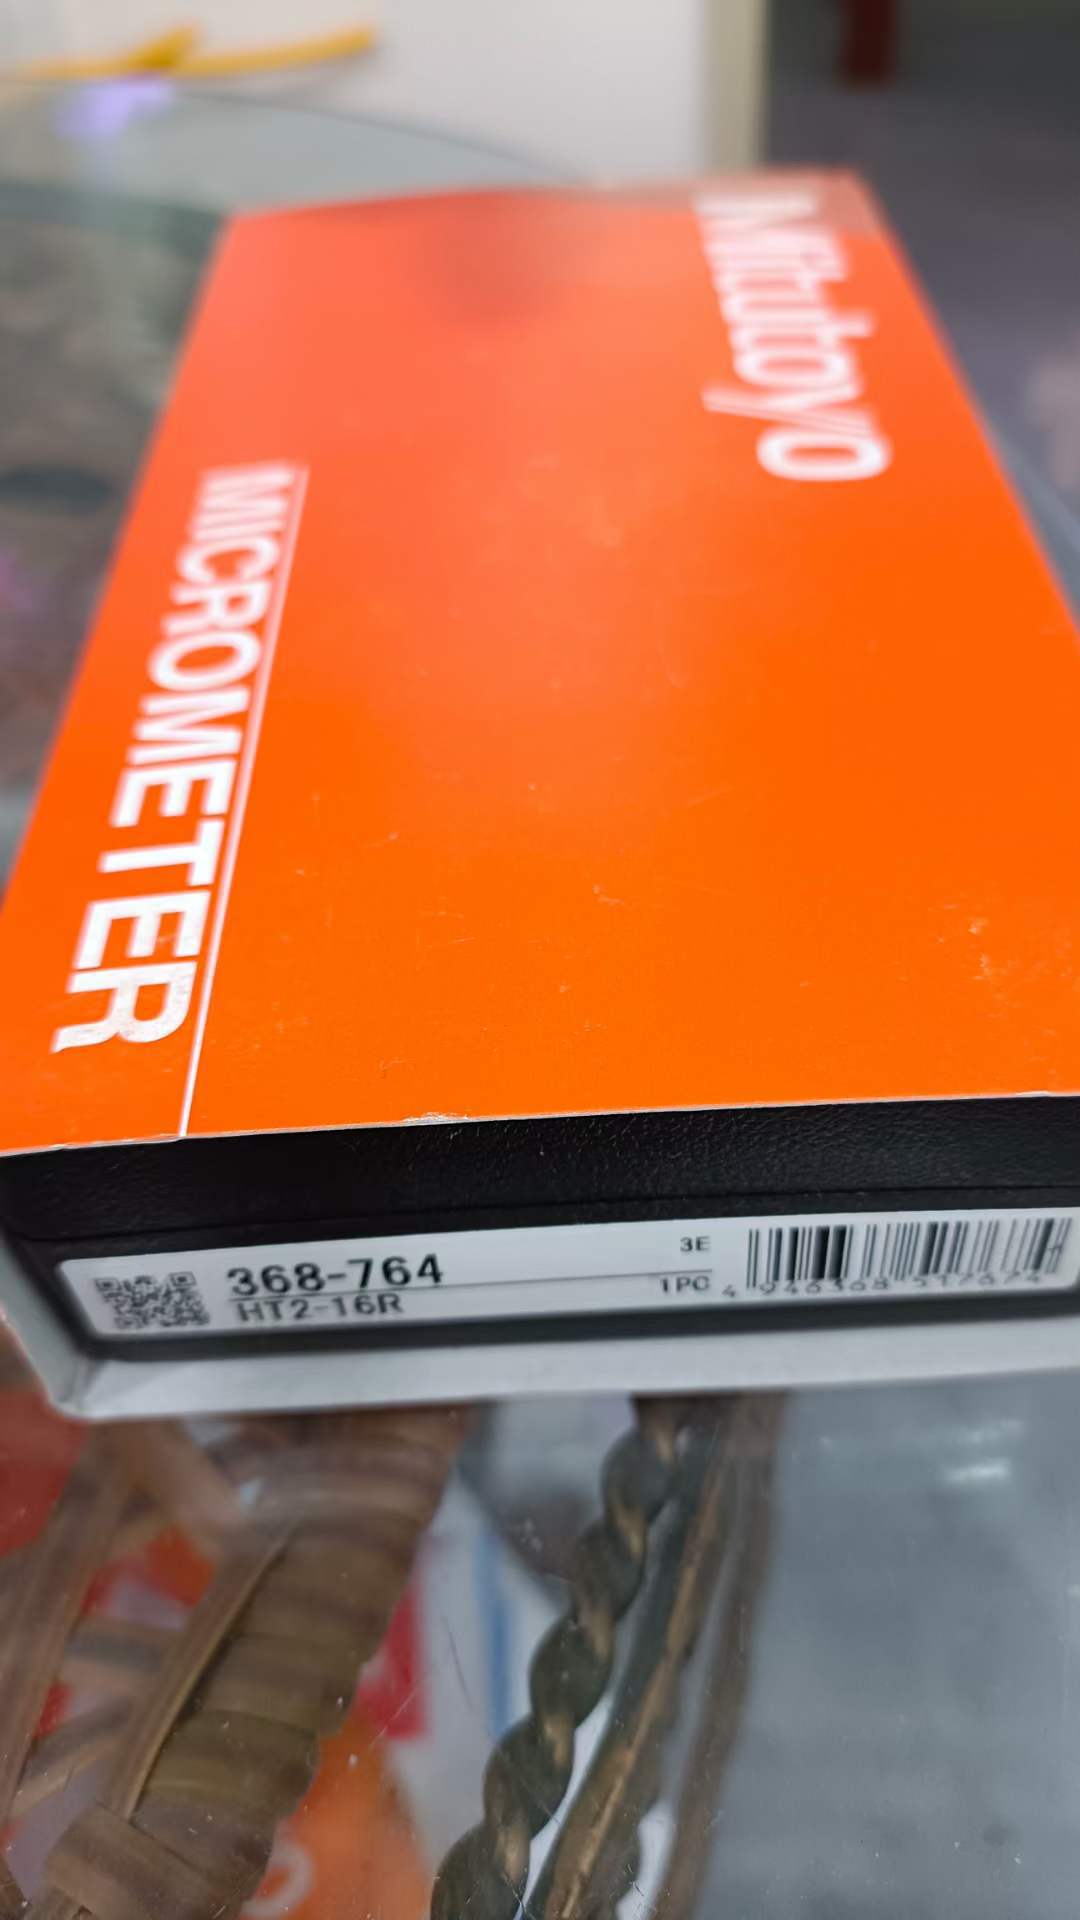 Mitutoyo
MICROMETER
368-764
HT2-16R
3E
1PC